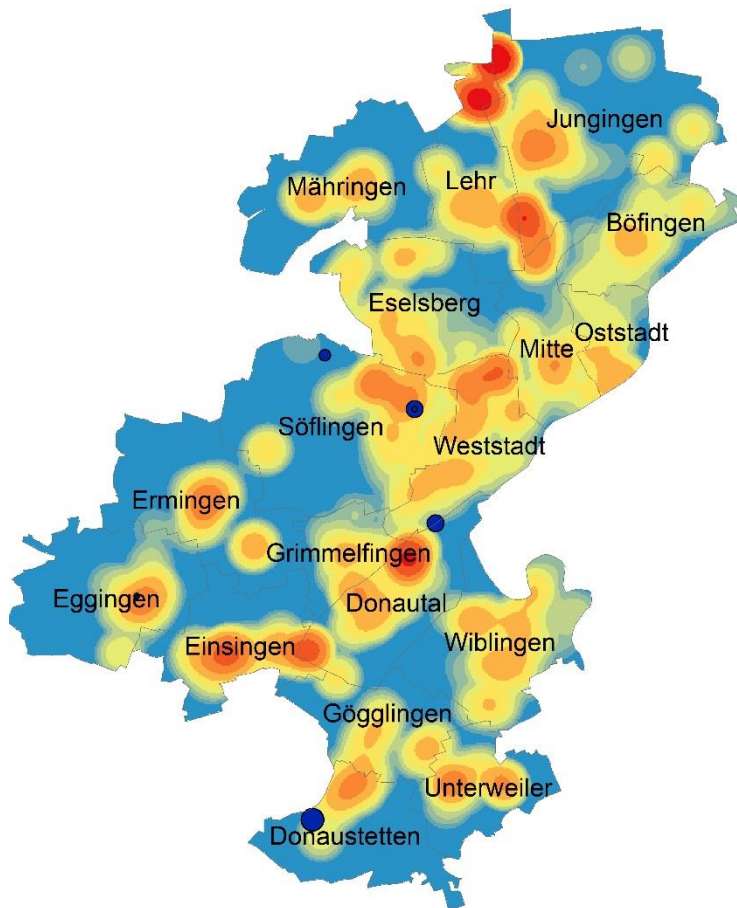 Jungingen
Mähringen
Lehr
Böfingen
Eselsberg
Oststadt
Mitte
Söflingen
Weststadt
Ermingen
Grimmelfingen
Eggingen
Donautal
Einsingen
Wiblingen
Gögglingen
Unterweiler
Donaustetten